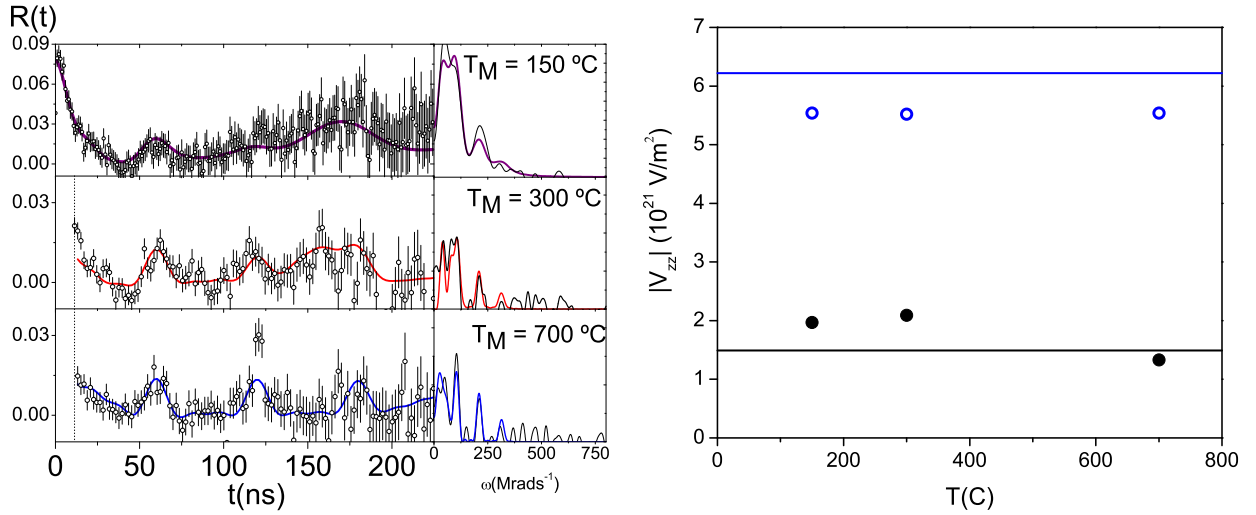 R(t)
0.09
0.06
0.03
0.00
T_M = 150 ºC
0.03
0.00
T_M = 300 ºC
0.03
0.00
T_M = 700 ºC
0 50 100 150 200
0 250 500 750
t(ns)
ω(Mrads⁻¹)
7
6
5
4
3
2
1
0
|V_zz| (10²¹ V/m²)
0 200 400 600 800
T(C)